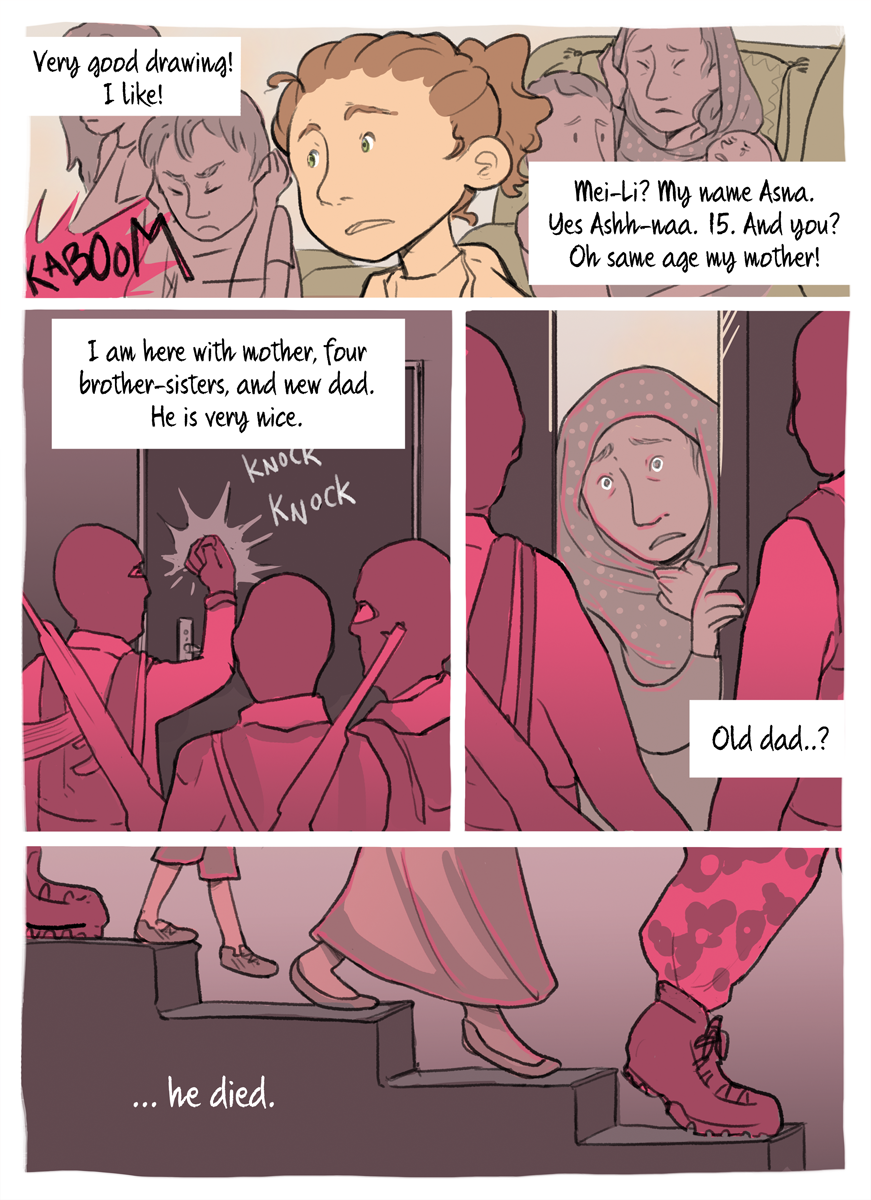 Very good drawing!
I like!
KABOOM
Mei-Li? My name Asna.
Yes Ashh-naa. 15. And you?
Oh same age my mother!
I am here with mother, four
brother-sisters, and new dad.
He is very nice.
KNOCK
KNOCK
Old dad..?
... he died.